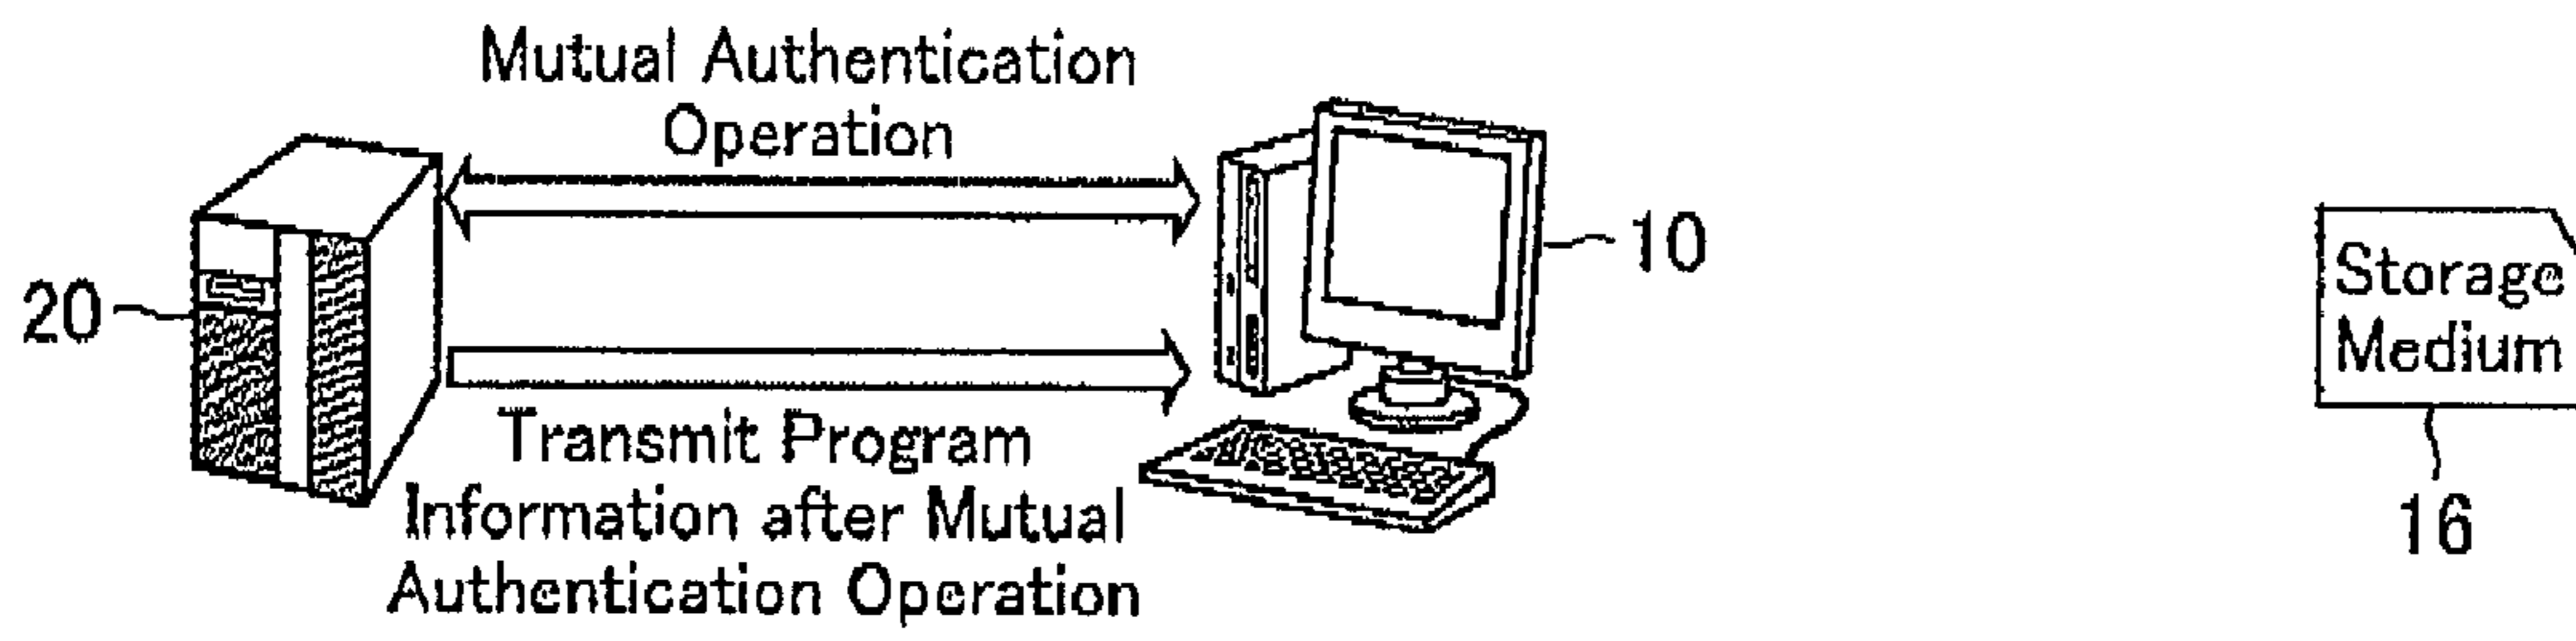 Mutual Authentication
Operation
20
10
Storage
Medium
16
Transmit Program
Information after Mutual
Authentication Operation